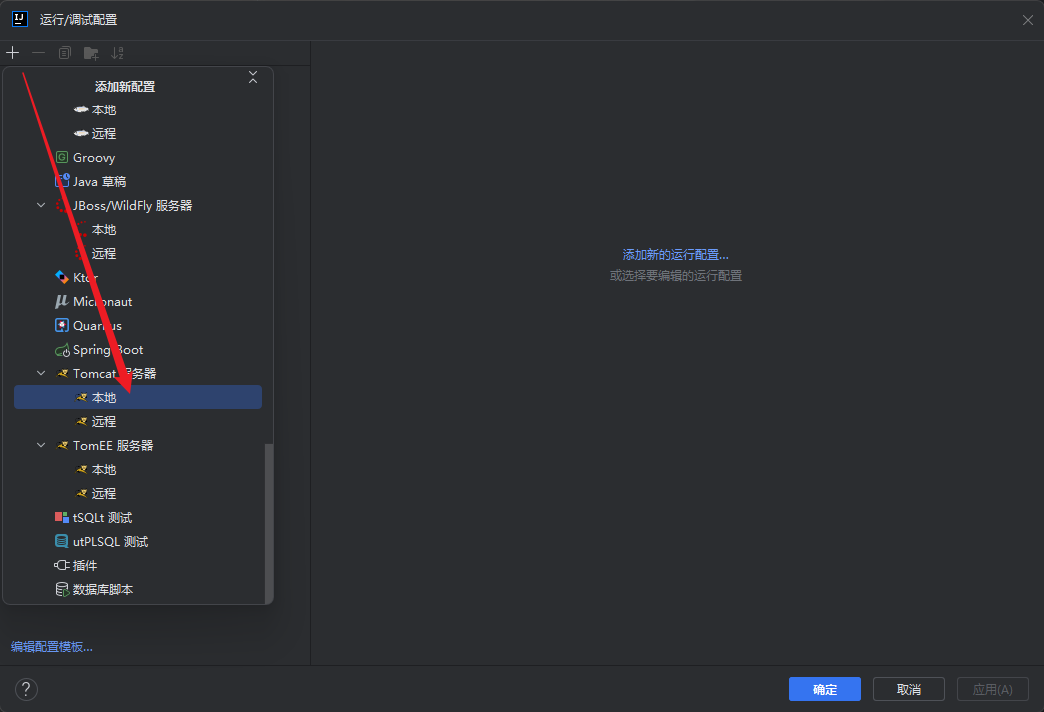 运行/调试配置
添加新配置
本地
远程
Groovy
Java 草稿
JBoss/WildFly 服务器
本地
远程
Ktor
Micronaut
Quarkus
Spring Boot
Tomcat 服务器
本地
远程
TomEE 服务器
本地
远程
tSQLt 测试
utPLSQL 测试
插件
数据库脚本
添加新的运行配置...
或选择要编辑的运行配置
编辑配置模板...
?
确定
取消
应用(A)